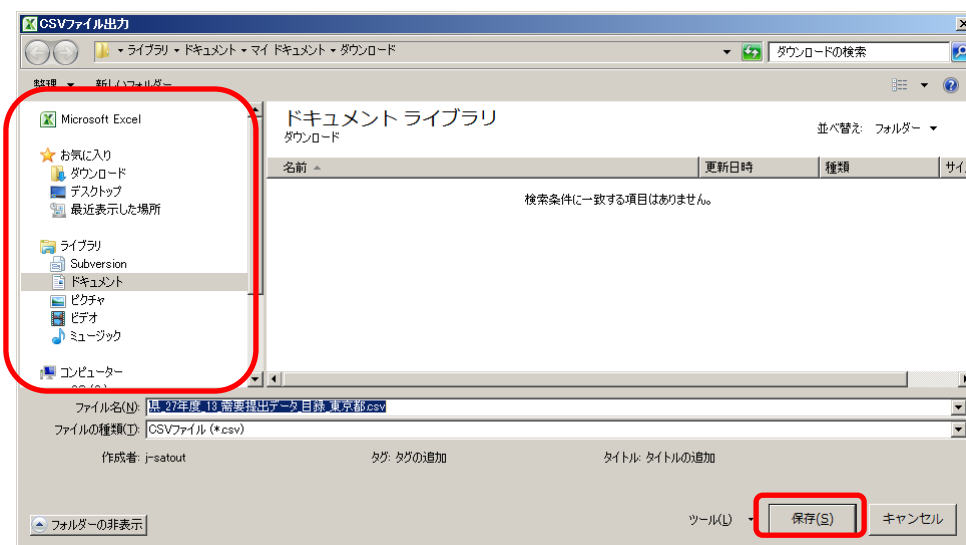 CSVファイル出力
ライブラリ ▾ ドキュメント ▾ マイ ドキュメント ▾ ダウンロード
ダウンロードの検索
整理 新しいフォルダー
Microsoft Excel
お気に入り
ダウンロード
デスクトップ
最近表示した場所
ライブラリ
Subversion
ドキュメント
ピクチャ
ビデオ
ミュージック
コンピューター
ドキュメント ライブラリ
ダウンロード
並べ替え: フォルダー ▾
名前 更新日時 種類 サイ
検索条件に一致する項目はありません。
ファイル名(N): 県_27年度_13_需要提出データ_目録_東京都.csv
ファイルの種類(T): CSVファイル (*.csv)
作成者: j-satout タグ: タグの追加 タイトル: タイトルの追加
フォルダーの非表示 ツール(L) 保存(S) キャンセル